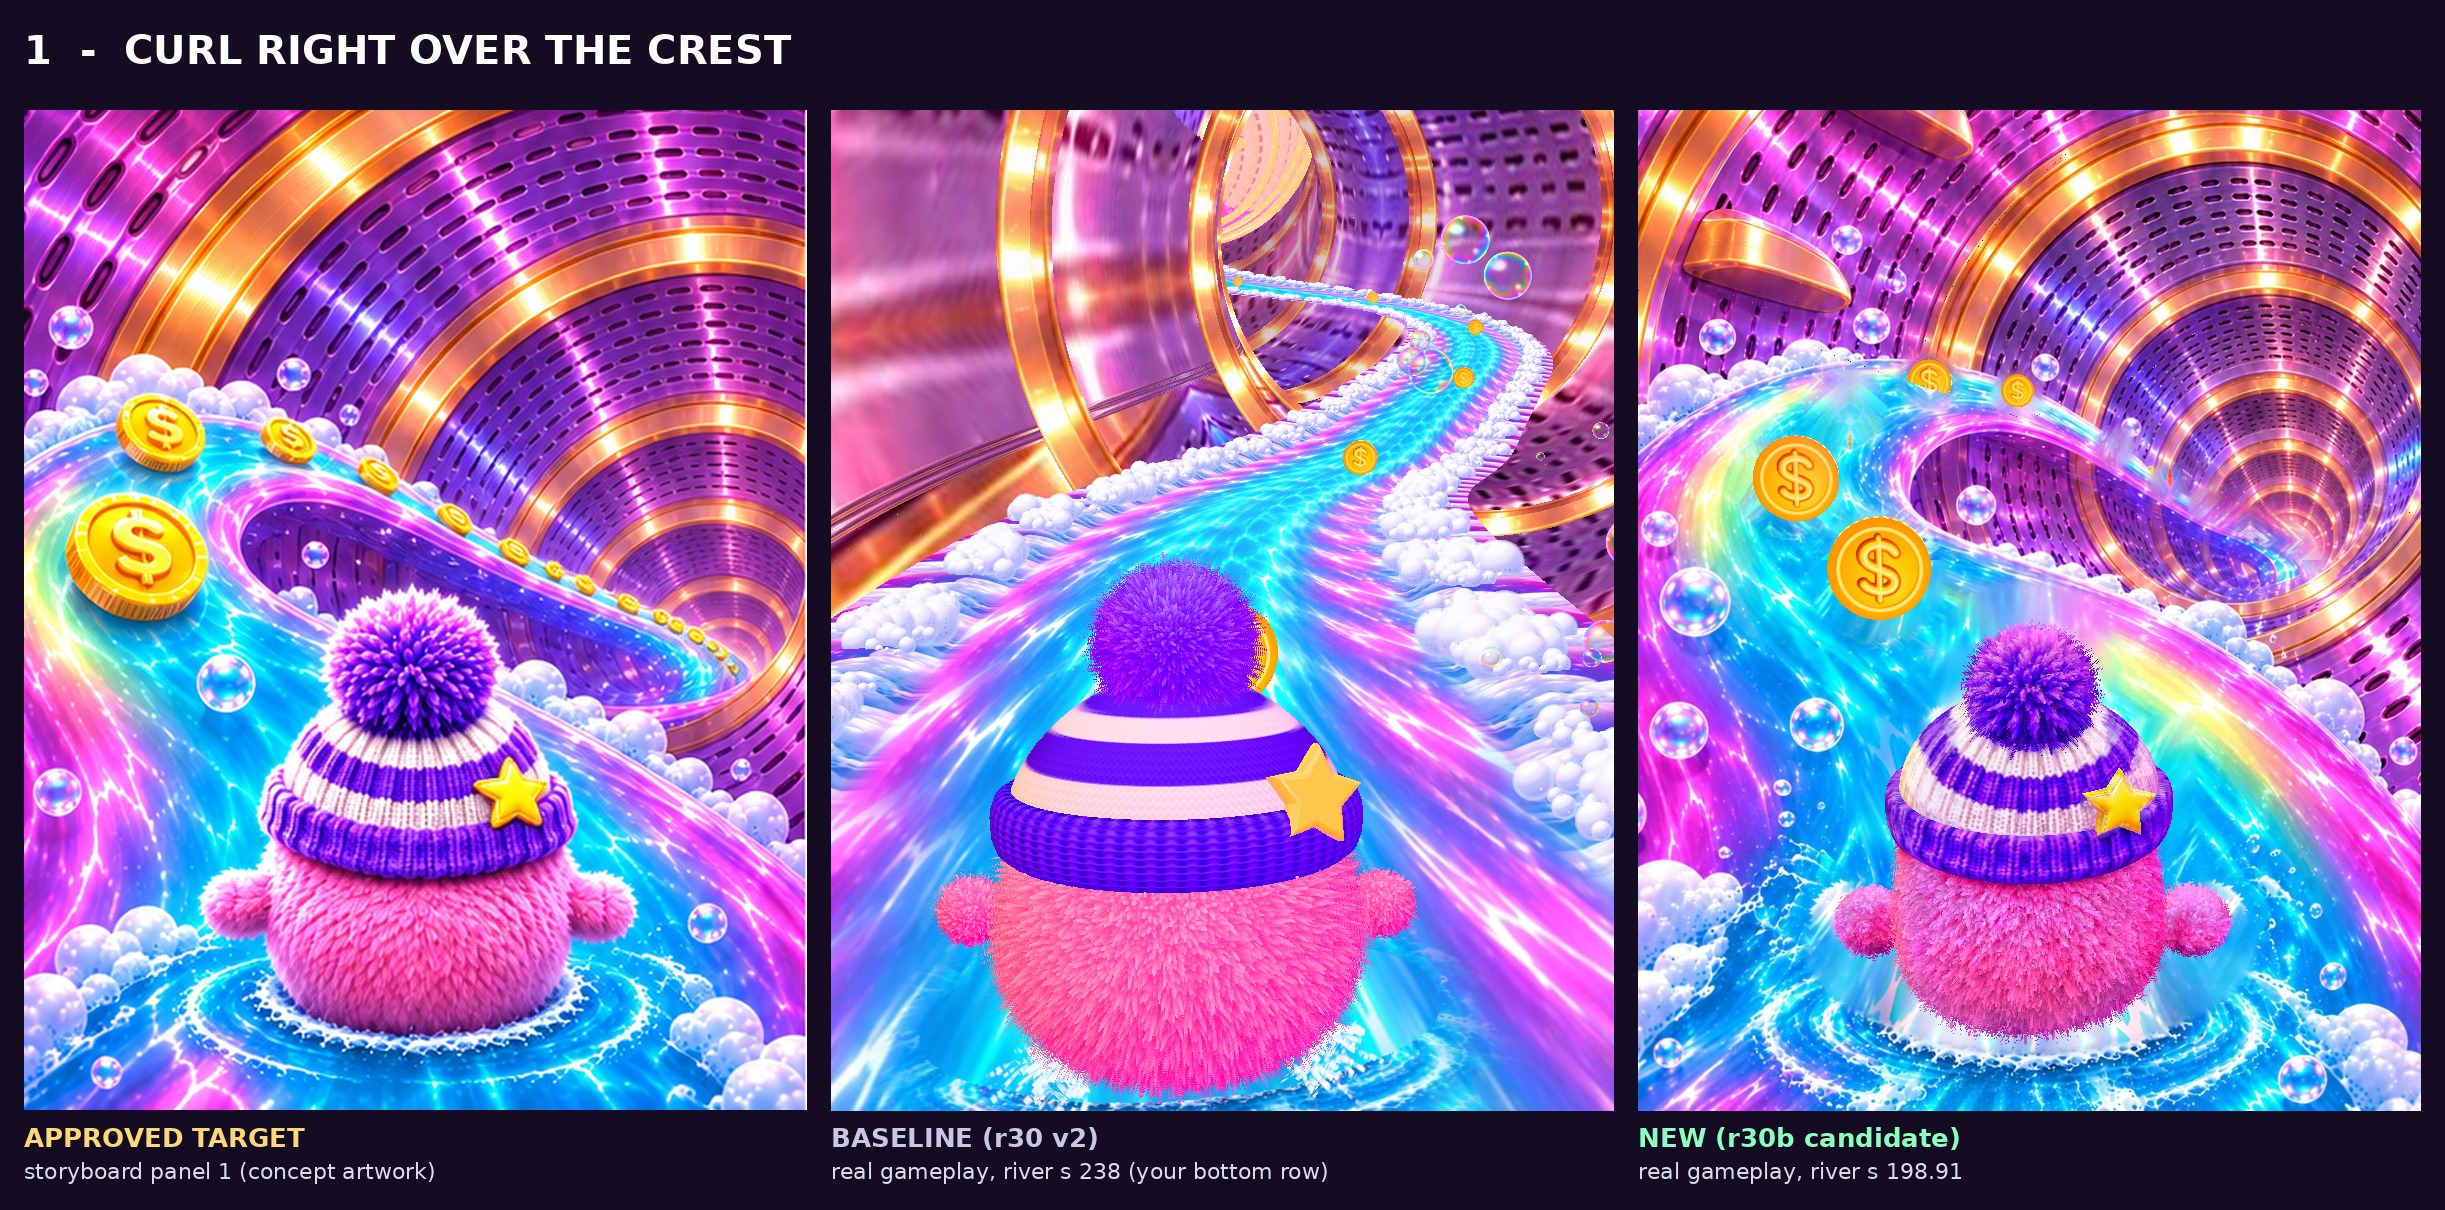 1 - CURL RIGHT OVER THE CREST
$
$
$
$
$
$
$
$
$
$
$
APPROVED TARGET
storyboard panel 1 (concept artwork)
BASELINE (r30 v2)
real gameplay, river s 238 (your bottom row)
NEW (r30b candidate)
real gameplay, river s 198.91